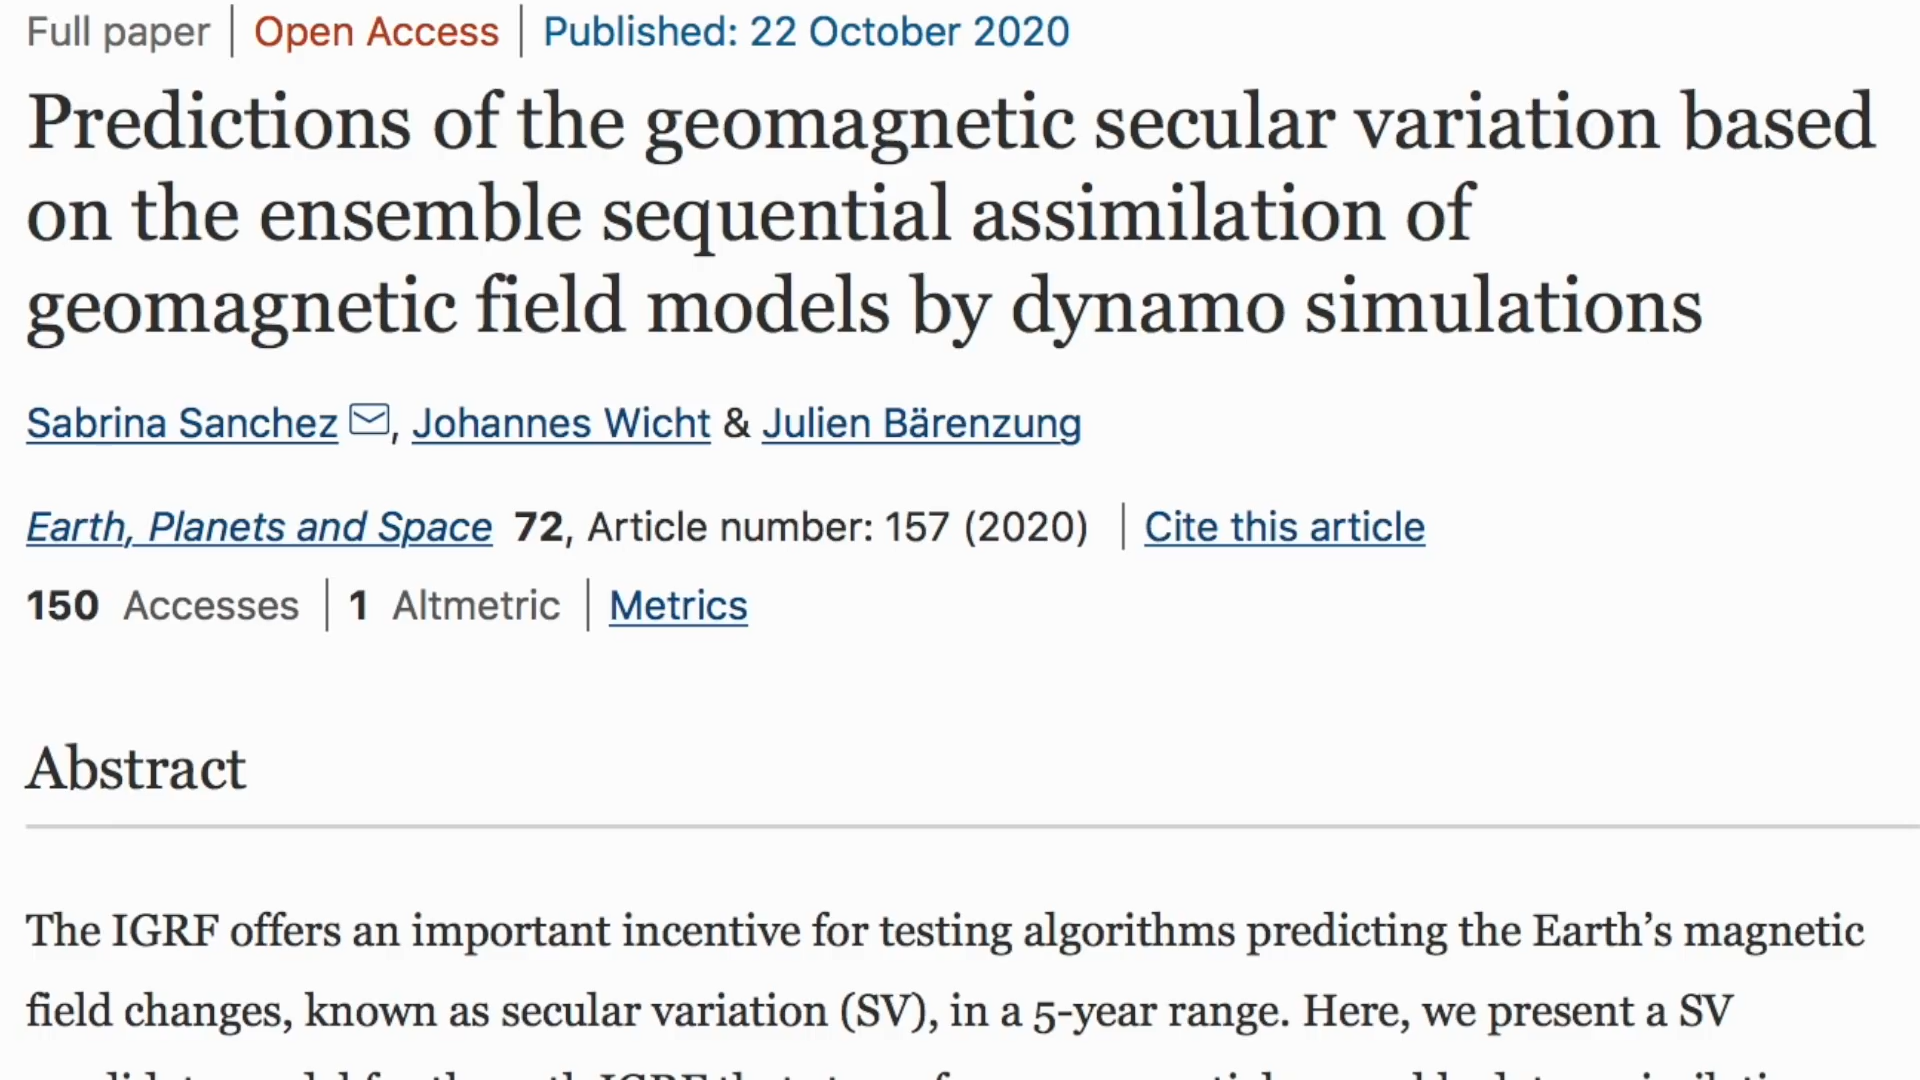 Full paper | Open Access | Published: 22 October 2020
Predictions of the geomagnetic secular variation based
on the ensemble sequential assimilation of
geomagnetic field models by dynamo simulations
Sabrina Sanchez, Johannes Wicht & Julien Bärenzung
Earth, Planets and Space 72, Article number: 157 (2020) | Cite this article
150 Accesses | 1 Altmetric | Metrics
Abstract
The IGRF offers an important incentive for testing algorithms predicting the Earth’s magnetic
field changes, known as secular variation (SV), in a 5-year range. Here, we present a SV